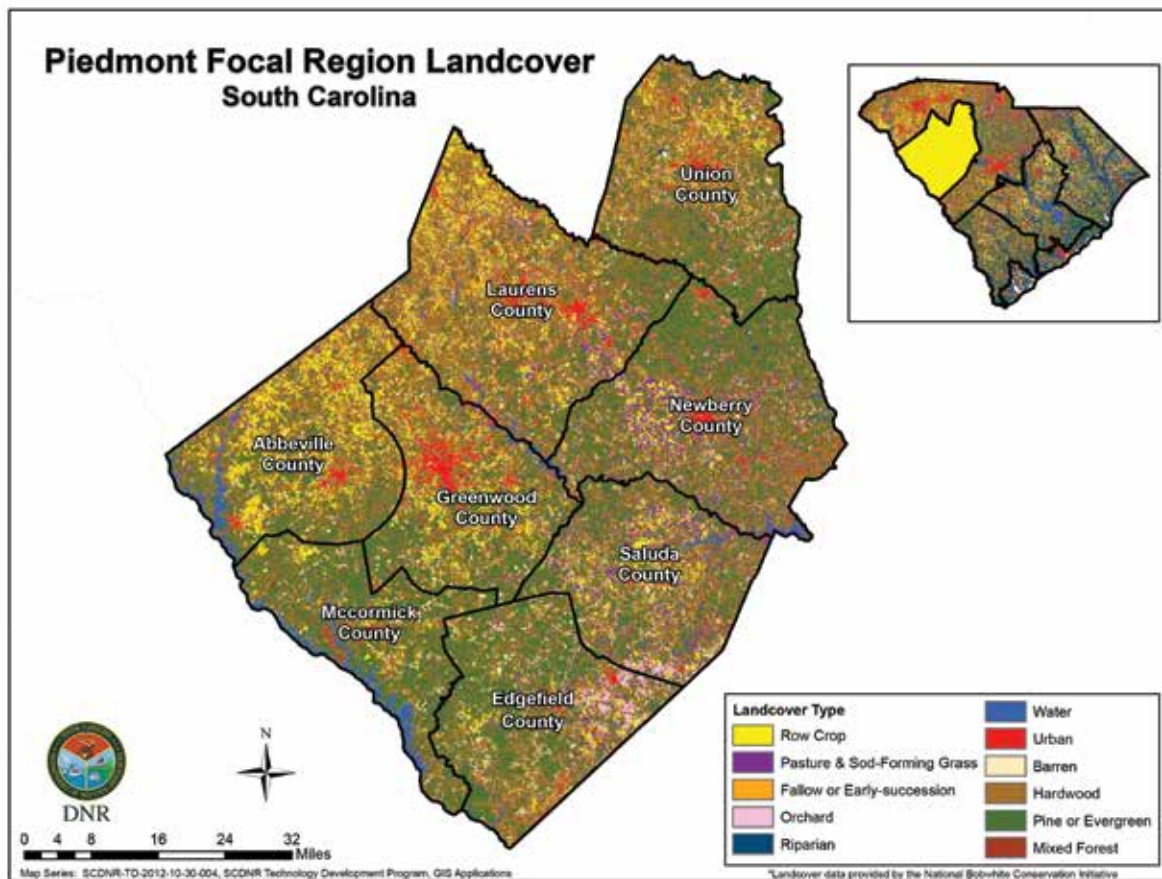 Piedmont Focal Region Landcover
South Carolina
Union
County
Laurens
County
Newberry
County
Abbeville
County
Greenwood
County
Saluda
County
Mccormick
County
Edgefield
County
N
DNR
0 4 8 16 24 32
Miles
Landcover Type
Row Crop
Pasture & Sod-Forming Grass
Fallow or Early-succession
Orchard
Riparian
Water
Urban
Barren
Hardwood
Pine or Evergreen
Mixed Forest
Map Series: SCDNR-TD-2012-10-30-004, SCDNR Technology Development Program, GIS Applications
*Landcover data provided by the National Bobwhite Conservation Initiative